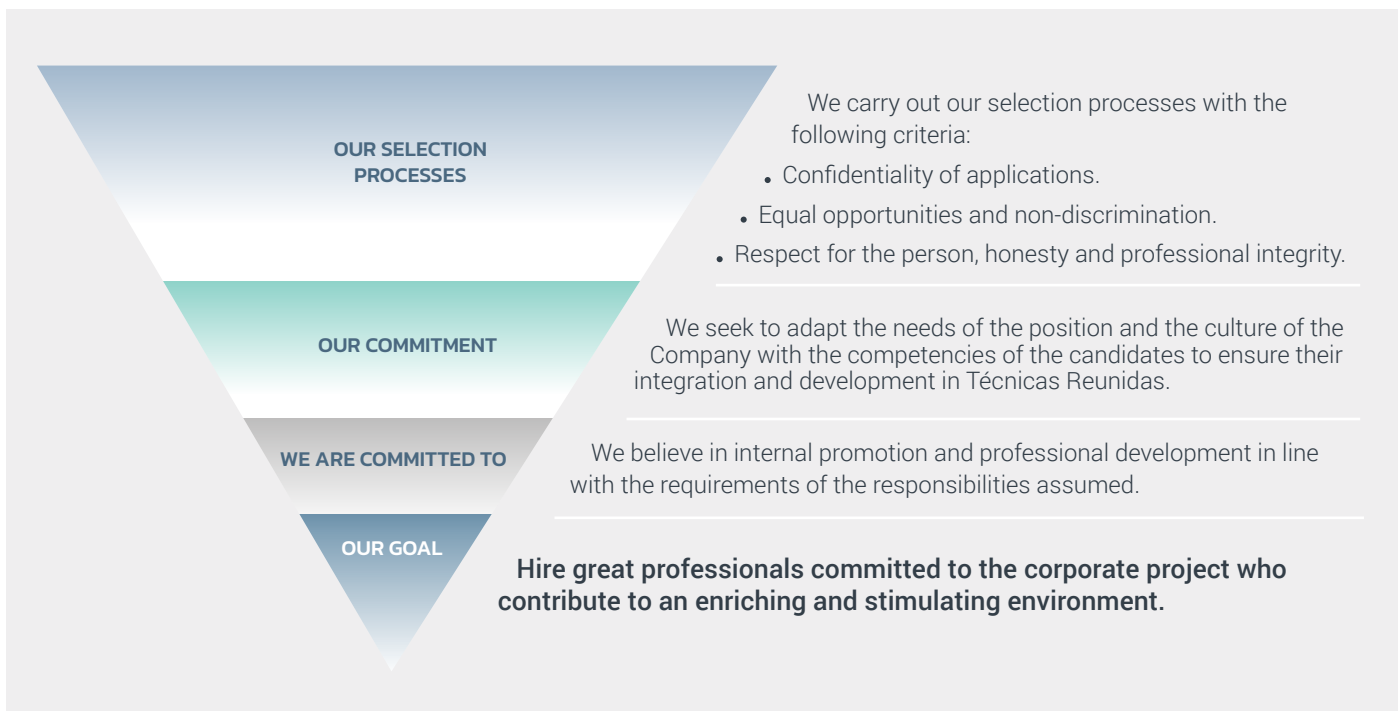 OUR SELECTION
PROCESSES
We carry out our selection processes with the
following criteria:
• Confidentiality of applications.
• Equal opportunities and non-discrimination.
• Respect for the person, honesty and professional integrity.
OUR COMMITMENT
We seek to adapt the needs of the position and the culture of the
Company with the competencies of the candidates to ensure their
integration and development in Técnicas Reunidas.
WE ARE COMMITTED TO
We believe in internal promotion and professional development in line
with the requirements of the responsibilities assumed.
OUR GOAL
Hire great professionals committed to the corporate project who
contribute to an enriching and stimulating environment.